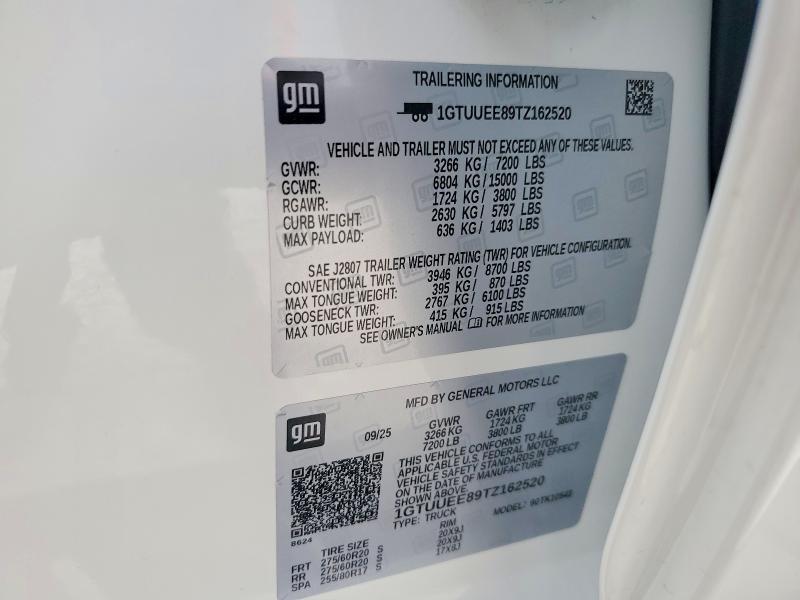 gm
TRAILERING INFORMATION
1GTUUEE89TZ162520
VEHICLE AND TRAILER MUST NOT EXCEED ANY OF THESE VALUES.
GVWR: 3266 KG / 7200 LBS
GCWR: 6804 KG / 15000 LBS
RGAWR: 1724 KG / 3800 LBS
CURB WEIGHT: 2630 KG / 5797 LBS
MAX PAYLOAD: 636 KG / 1403 LBS
SAE J2807 TRAILER WEIGHT RATING (TWR) FOR VEHICLE CONFIGURATION.
CONVENTIONAL TWR: 3946 KG / 8700 LBS
MAX TONGUE WEIGHT: 395 KG / 870 LBS
GOOSENECK TWR: 2767 KG / 6100 LBS
MAX TONGUE WEIGHT: 415 KG / 915 LBS
SEE OWNER'S MANUAL FOR MORE INFORMATION
gm
MFD BY GENERAL MOTORS LLC
09/25
GVWR GAWR FRT GAWR RR
3266 KG 1724 KG 1724 KG
7200 LB 3800 LB 3800 LB
THIS VEHICLE CONFORMS TO ALL
APPLICABLE U.S. FEDERAL MOTOR
VEHICLE SAFETY STANDARDS IN EFFECT
ON THE DATE OF MANUFACTURE
SHOWN ABOVE.
1GTUUEE89TZ162520
TYPE: TRUCK MODEL:
8624
TIRE SIZE RIM
FRT 275/60R20 S 20X9J
RR 275/60R20 S 20X9J
SPA 255/80R17 S 17X8J